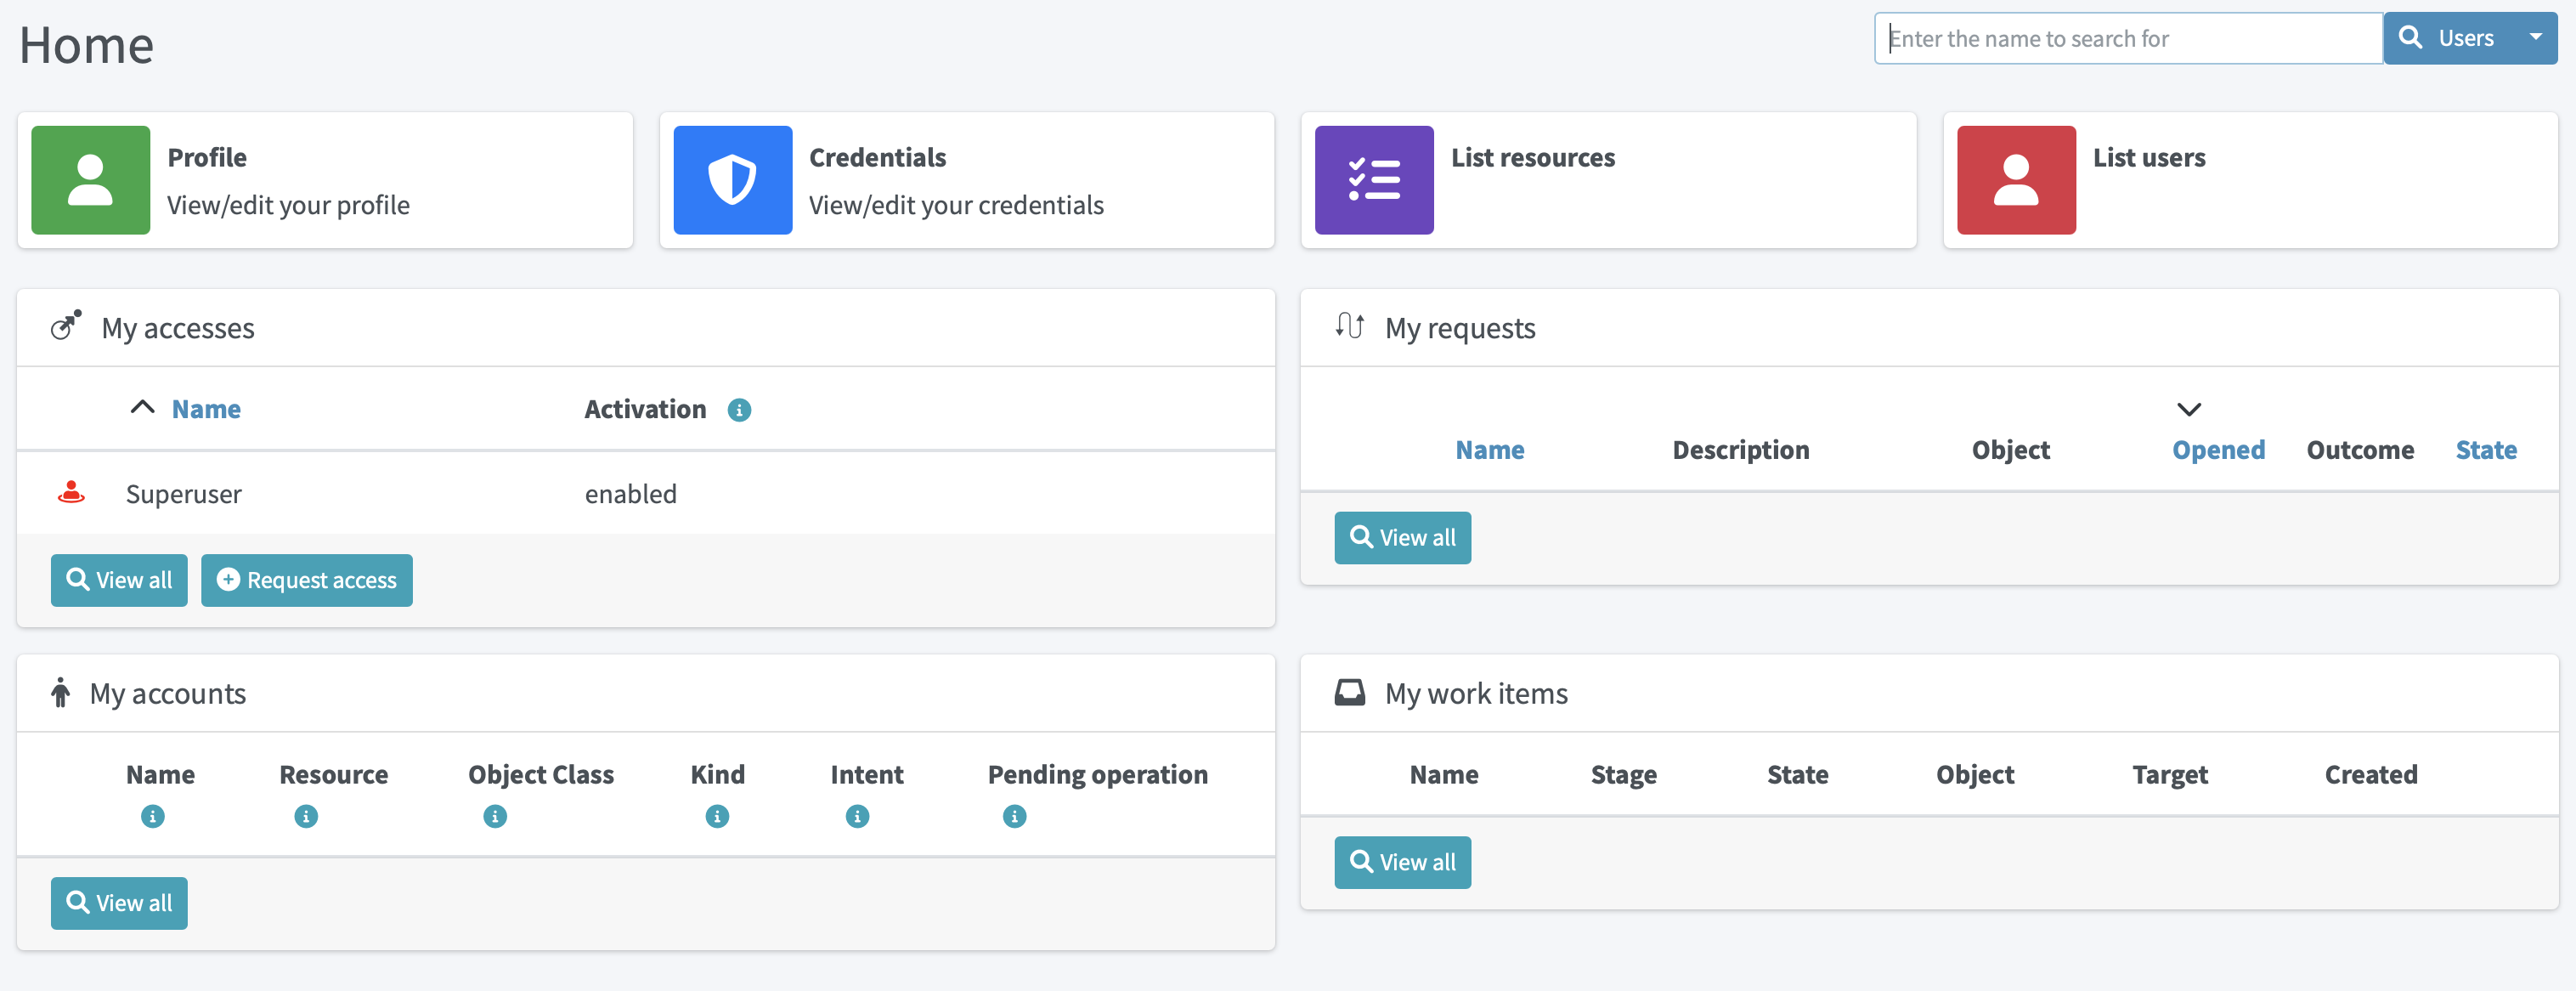 Home
Enter the name to search for
Users
Profile
View/edit your profile
Credentials
View/edit your credentials
List resources
List users
My accesses
Name Activation
Superuser enabled
View all Request access
My requests
Name Description Object Opened Outcome State
View all
My accounts
Name Resource Object Class Kind Intent Pending operation
View all
My work items
Name Stage State Object Target Created
View all